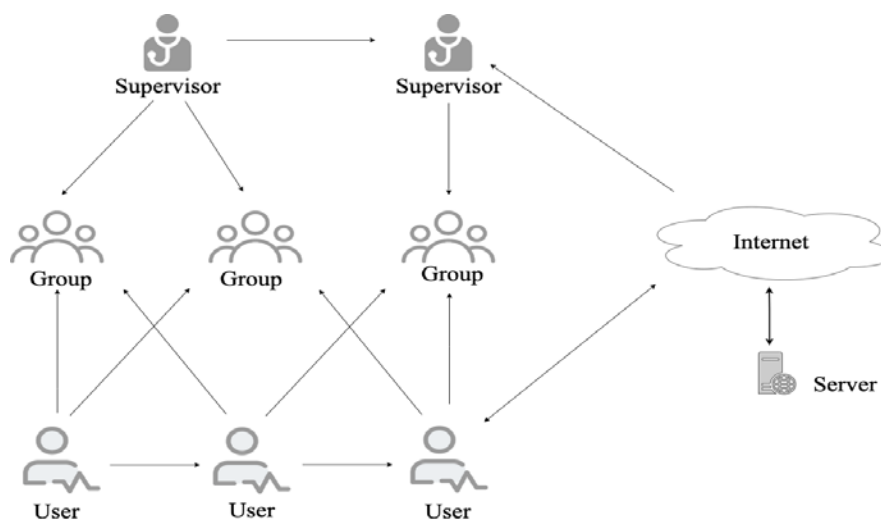 Supervisor
Supervisor
Internet
Group
Group
Group
Server
User
User
User